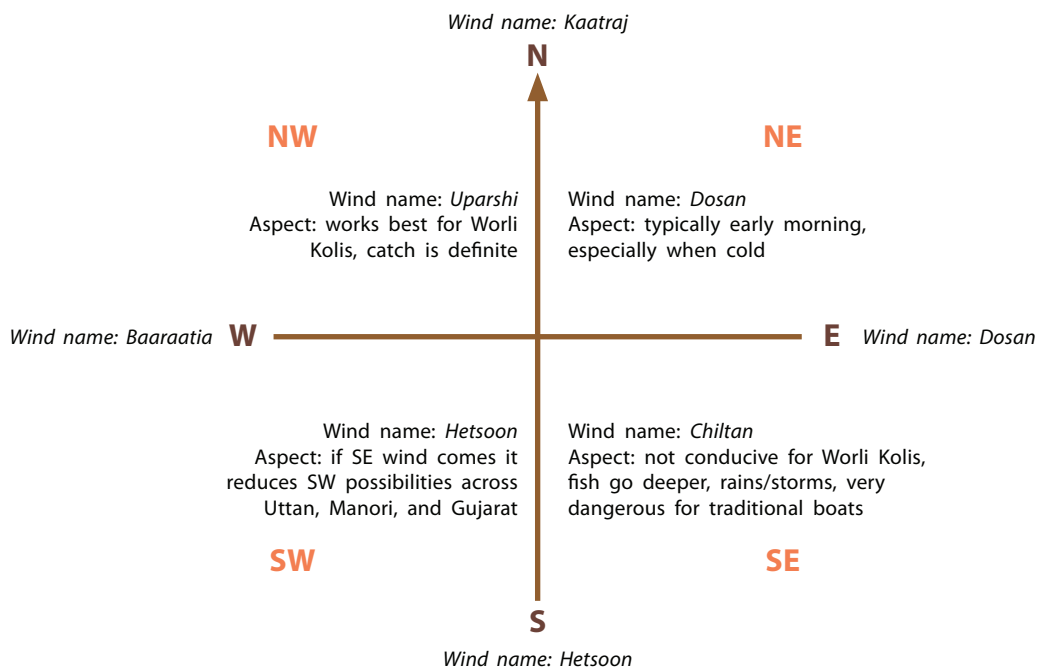 Wind name: Kaatraj
N
NW
NE
Wind name: Uparshi
Aspect: works best for Worli
Kolis, catch is definite
Wind name: Dosan
Aspect: typically early morning,
especially when cold
Wind name: Baaraatia
W
E
Wind name: Dosan
Wind name: Hetsoon
Aspect: if SE wind comes it
reduces SW possibilities across
Uttan, Manori, and Gujarat
Wind name: Chiltan
Aspect: not conducive for Worli Kolis,
fish go deeper, rains/storms, very
dangerous for traditional boats
SW
SE
S
Wind name: Hetsoon